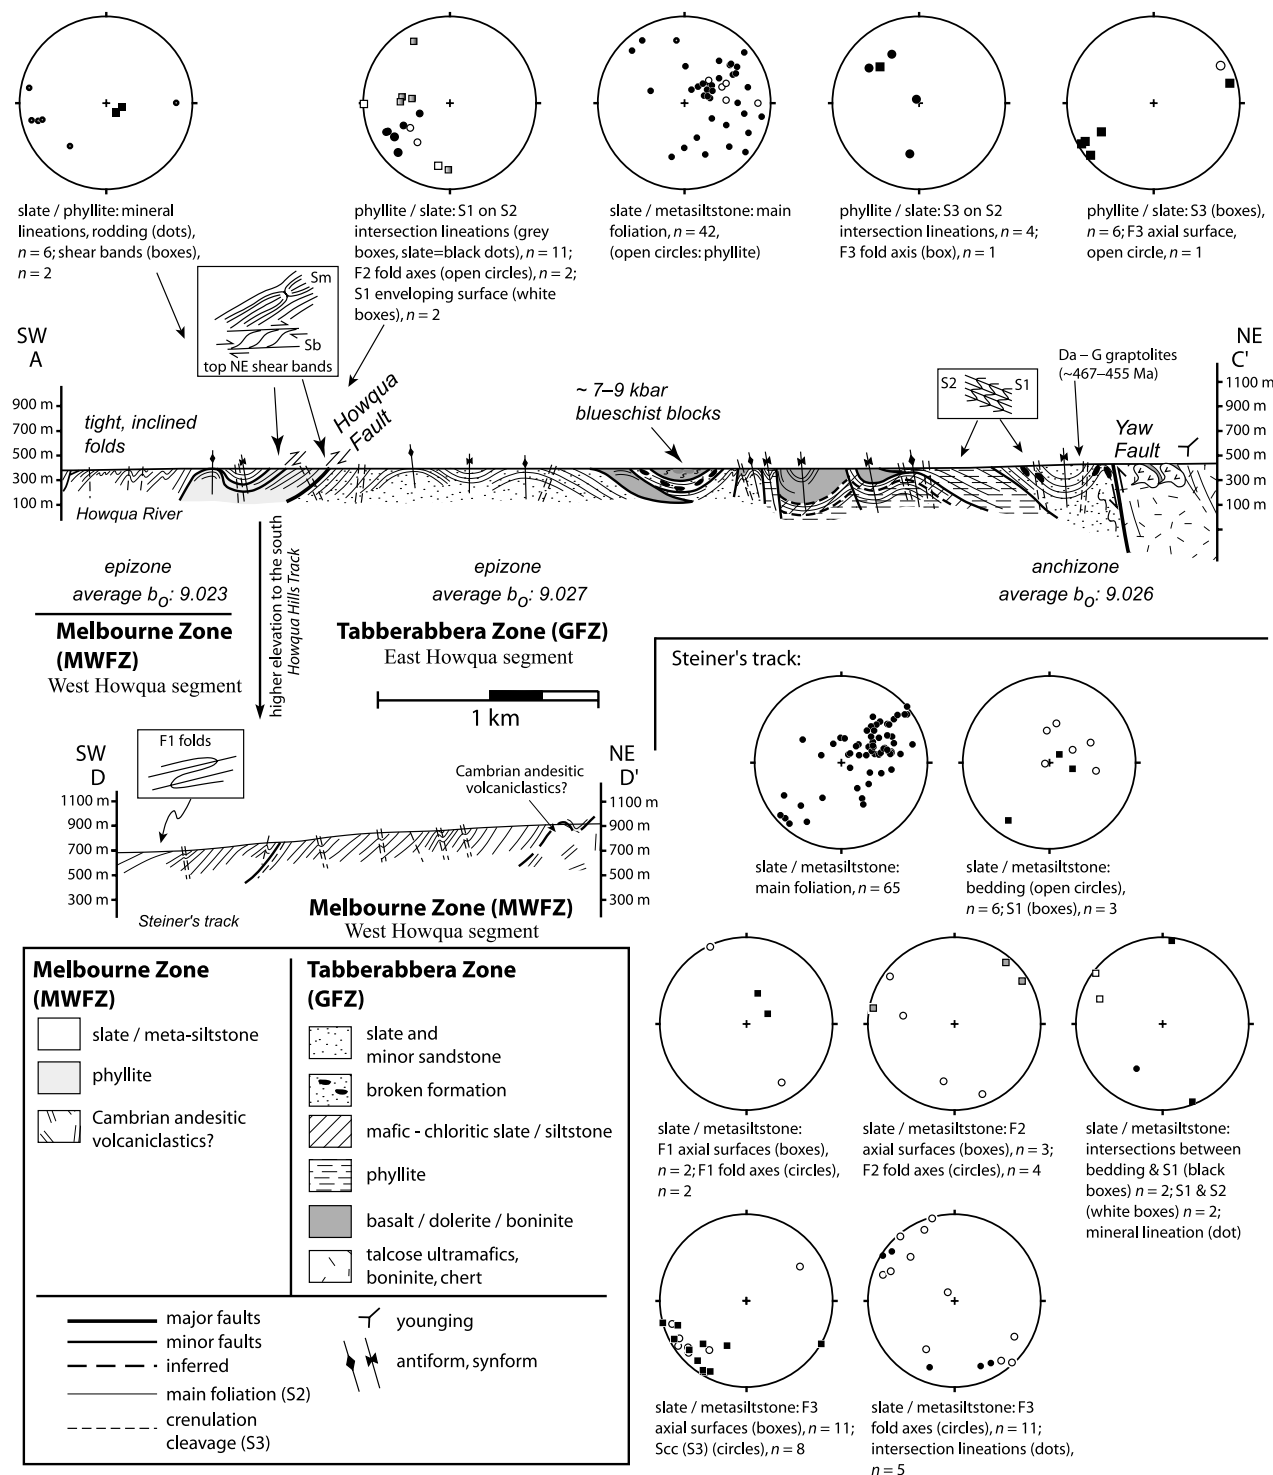 slate / phyllite: mineral
lineations, rodding (dots),
n = 6; shear bands (boxes),
n = 2
phyllite / slate: S1 on S2
intersection lineations (grey
boxes, slate=black dots), n = 11;
F2 fold axes (open circles), n = 2;
S1 enveloping surface (white
boxes), n = 2
slate / metasiltstone: main
foliation, n = 42,
(open circles: phyllite)
phyllite / slate: S3 on S2
intersection lineations, n = 4;
F3 fold axis (box), n = 1
phyllite / slate: S3 (boxes),
n = 6; F3 axial surface,
open circle, n = 1
Sm
Sb
top NE shear bands
SW
A
NE
C'
900 m
700 m
500 m
300 m
100 m
tight, inclined
folds
Howqua
Fault
~ 7–9 kbar
blueschist blocks
S2
S1
Da – G graptolites
(~467–455 Ma)
Yaw
Fault
1100 m
900 m
700 m
500 m
300 m
100 m
Howqua River
epizone
average bo: 9.023
epizone
average bo: 9.027
anchizone
average bo: 9.026
Melbourne Zone
(MWFZ)
West Howqua segment
higher elevation to the south
Howqua Hills Track
Tabberabbera Zone (GFZ)
East Howqua segment
1 km
SW
D
F1 folds
Cambrian andesitic
volcaniclastics?
NE
D'
1100 m
900 m
700 m
500 m
300 m
1100 m
900 m
700 m
500 m
300 m
Steiner's track
Melbourne Zone (MWFZ)
West Howqua segment
Steiner's track:
slate / metasiltstone:
main foliation, n = 65
slate / metasiltstone:
bedding (open circles),
n = 6; S1 (boxes), n = 3
slate / metasiltstone:
F1 axial surfaces (boxes),
n = 2; F1 fold axes (circles),
n = 2
slate / metasiltstone: F2
axial surfaces (boxes), n = 3;
F2 fold axes (circles), n = 4
slate / metasiltstone:
intersections between
bedding & S1 (black
boxes) n = 2; S1 & S2
(white boxes) n = 2;
mineral lineation (dot)
slate / metasiltstone: F3
axial surfaces (boxes), n = 11;
Scc (S3) (circles), n = 8
slate / metasiltstone: F3
fold axes (circles), n = 11;
intersection lineations (dots),
n = 5
Melbourne Zone
(MWFZ)
slate / meta-siltstone
phyllite
Cambrian andesitic
volcaniclastics?
Tabberabbera Zone
(GFZ)
slate and
minor sandstone
broken formation
mafic - chloritic slate / siltstone
phyllite
basalt / dolerite / boninite
talcose ultramafics,
boninite, chert
major faults
minor faults
inferred
main foliation (S2)
crenulation
cleavage (S3)
younging
antiform, synform